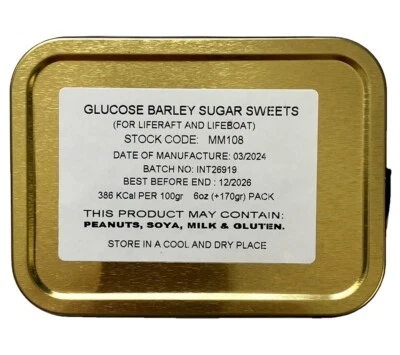 GLUCOSE BARLEY SUGAR SWEETS
(FOR LIFERAFT AND LIFEBOAT)
STOCK CODE: MM108
DATE OF MANUFACTURE: 03/2024
BATCH NO: INT26919
BEST BEFORE END : 12/2026
386 KCal PER 100gr 6oz (+170gr) PACK
THIS PRODUCT MAY CONTAIN:
PEANUTS, SOYA, MILK & GLUTEN.
STORE IN A COOL AND DRY PLACE